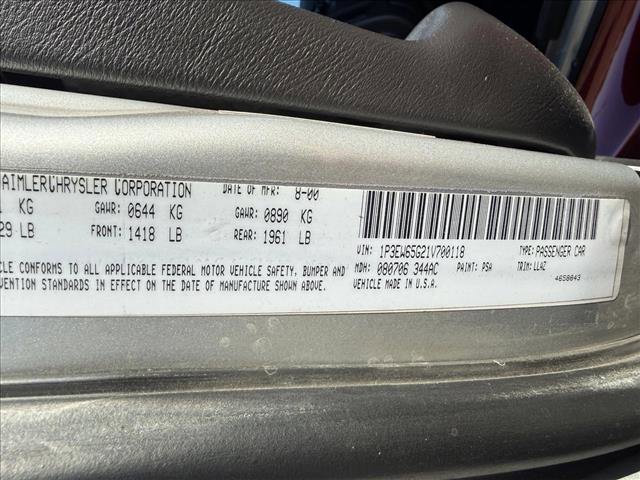 AIMLERCHRYSLER CORPORATION DATE OF MFR: 8-00
KG GAWR: 0644 KG GAWR: 0890 KG
29 LB FRONT: 1418 LB REAR: 1961 LB
CLE CONFORMS TO ALL APPLICABLE FEDERAL MOTOR VEHICLE SAFETY, BUMPER AND
VENTION STANDARDS IN EFFECT ON THE DATE OF MANUFACTURE SHOWN ABOVE.
VIN: 1P3EW65G21V700118 TYPE: PASSENGER CAR
MDH: 080706 344AC PAINT: PSA TRIM: LLAZ
VEHICLE MADE IN U.S.A. 4658643